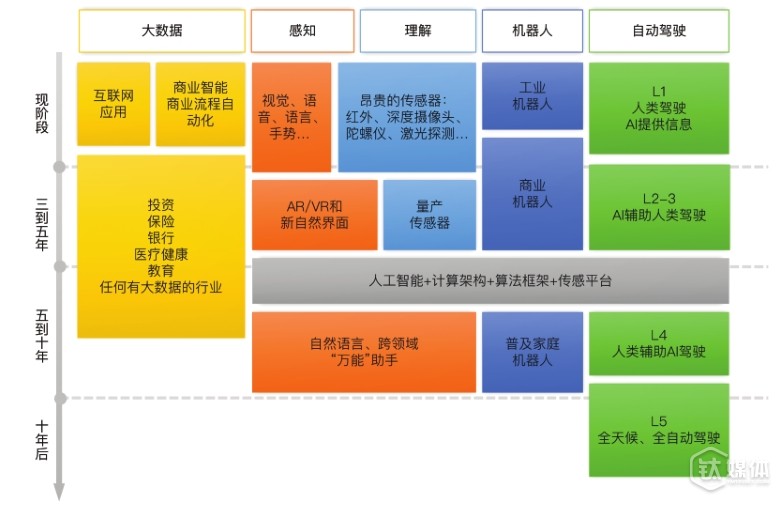 大数据
感知
理解
机器人
自动驾驶
现阶段
互联网
应用
商业智能
商业流程自
动化
视觉、语
音、语言、
手势...
昂贵的传感器：
红外、深度摄像头、
陀螺仪、激光探测...
工业
机器人
L1
人类驾驶
AI提供信息
三到五年
投资
保险
银行
医疗健康
教育
任何有大数据的行业
AR/VR和
新自然界面
量产
传感器
商业
机器人
L2-3
AI辅助人类驾驶
人工智能+计算架构+算法框架+传感平台
五到十年
自然语言、跨领域
“万能”助手
普及家庭
机器人
L4
人类辅助AI驾驶
十年后
L5
全天候、全自动驾驶
钛媒体
www.tmtpost.com